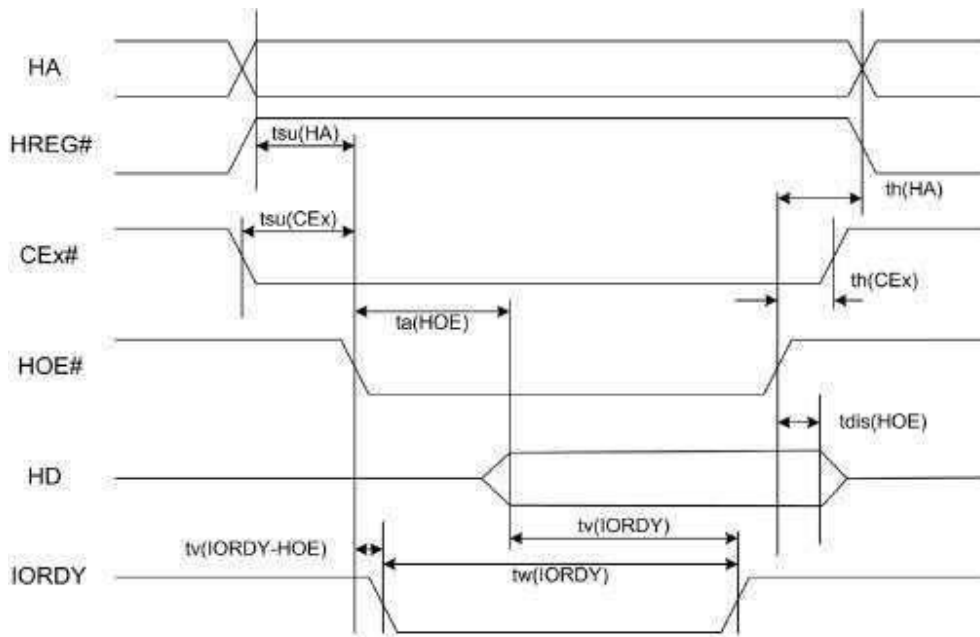 HA
tsu(HA)
HREG#
th(HA)
tsu(CEx)
CEx#
th(CEx)
ta(HOE)
HOE#
tdis(HOE)
HD
tv(IORDY)
tv(IORDY-HOE)
tw(IORDY)
IORDY